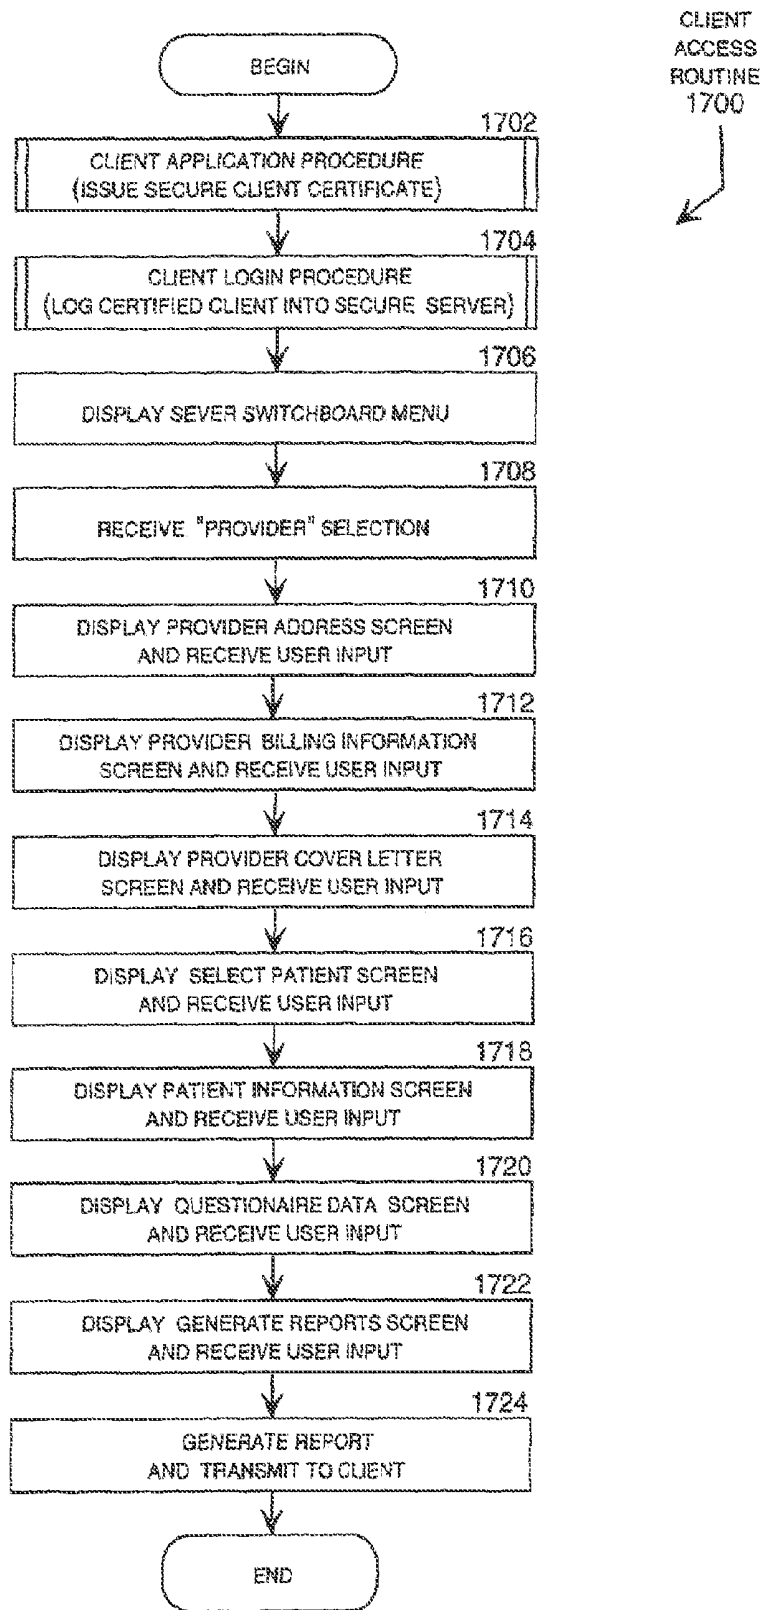 CLIENT
ACCESS
ROUTINE
1700
BEGIN
1702
CLIENT APPLICATION PROCEDURE
(ISSUE SECURE CLIENT CERTIFICATE)
1704
CLIENT LOGIN PROCEDURE
(LOG CERTIFIED CLIENT INTO SECURE SERVER)
1706
DISPLAY SEVER SWITCHBOARD MENU
1708
RECEIVE "PROVIDER" SELECTION
1710
DISPLAY PROVIDER ADDRESS SCREEN
AND RECEIVE USER INPUT
1712
DISPLAY PROVIDER BILLING INFORMATION
SCREEN AND RECEIVE USER INPUT
1714
DISPLAY PROVIDER COVER LETTER
SCREEN AND RECEIVE USER INPUT
1716
DISPLAY SELECT PATIENT SCREEN
AND RECEIVE USER INPUT
1718
DISPLAY PATIENT INFORMATION SCREEN
AND RECEIVE USER INPUT
1720
DISPLAY QUESTIONAIRE DATA SCREEN
AND RECEIVE USER INPUT
1722
DISPLAY GENERATE REPORTS SCREEN
AND RECEIVE USER INPUT
1724
GENERATE REPORT
AND TRANSMIT TO CLIENT
END